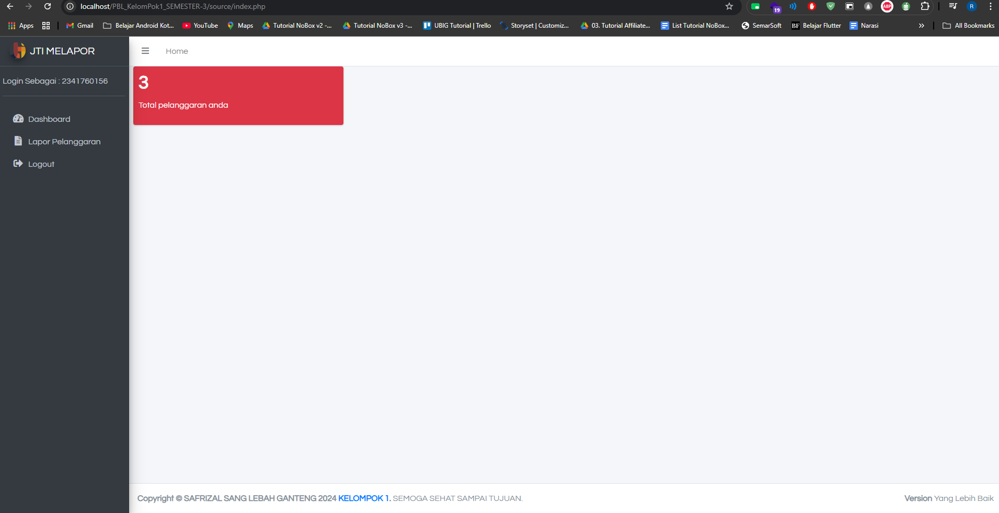 localhost/PBL_KelomPok1_SEMESTER-3/source/index.php
19
ABP
R
Apps
Gmail
Belajar Android Kot...
YouTube
Maps
Tutorial NoBox v2 -...
Tutorial NoBox v3 -...
UBIG Tutorial | Trello
Storyset | Customiz...
03. Tutorial Affiliate...
List Tutorial NoBox...
SemarSoft
BF
Belajar Flutter
Narasi
All Bookmarks
JTI MELAPOR
Home
Login Sebagai : 2341760156
Dashboard
Lapor Pelanggaran
Logout
3
Total pelanggaran anda
Copyright © SAFRIZAL SANG LEBAH GANTENG 2024 KELOMPOK 1. SEMOGA SEHAT SAMPAI TUJUAN.
Version Yang Lebih Baik